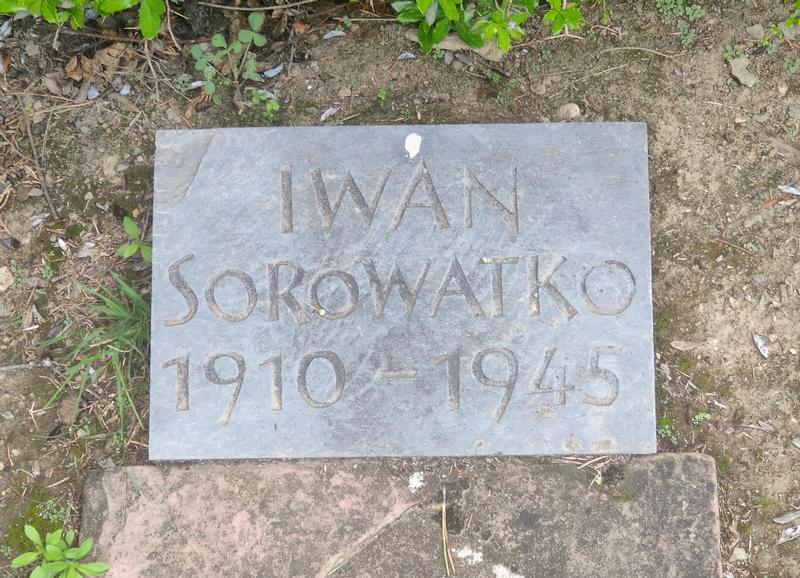 IWAN
SOROWATKO
1910 – 1945